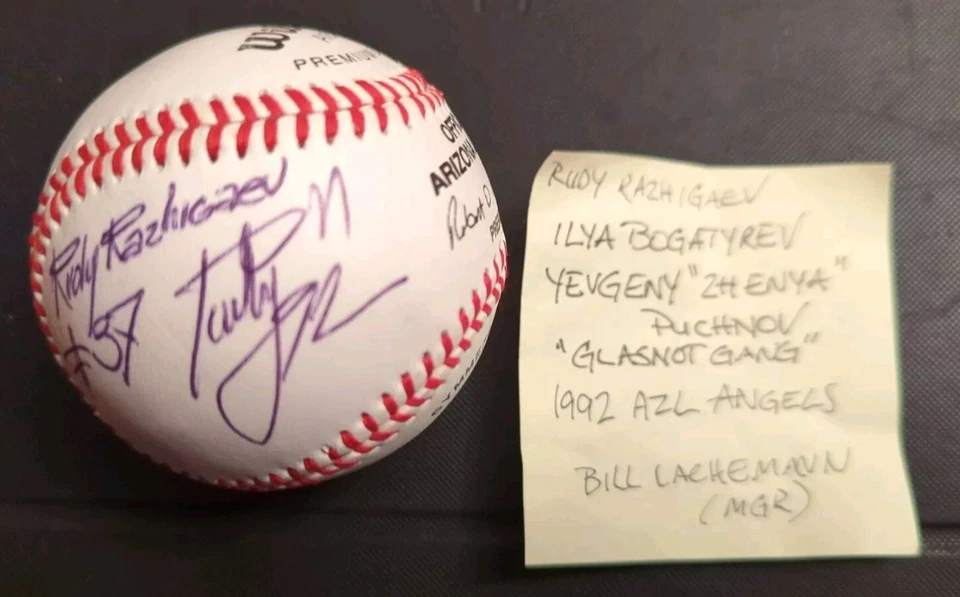 PREMIUM
ARIZONA
Robert D
Rudy Razhigaev
#37
RUDY RAZHIGAEV
ILYA BOGATYREV
YEVGENY "ZHENYA"
PUCHNOV
"GLASNOT GANG"
1992 AZL ANGELS
BILL LACHEMANN
(MGR)